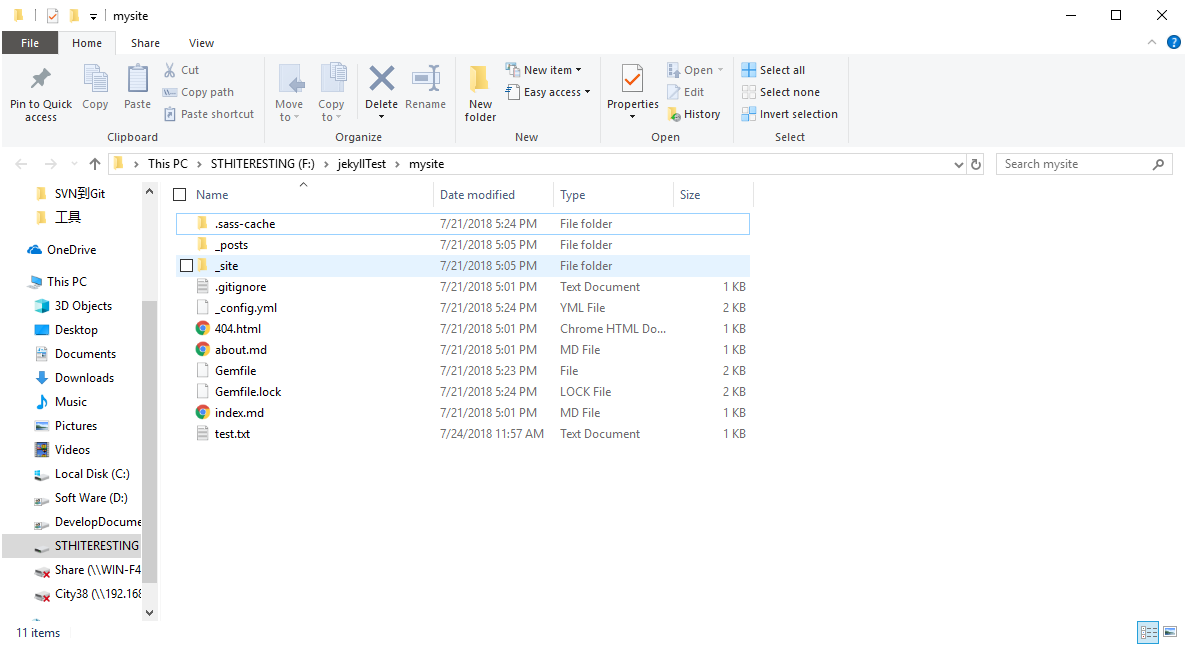 mysite
File Home Share View
Pin to Quick access
Copy
Paste
Cut
Copy path
Paste shortcut
Clipboard
Move to
Copy to
Delete
Rename
Organize
New folder
New item
Easy access
New
Properties
Open
Edit
History
Open
Select all
Select none
Invert selection
Select
This PC > STHITERESTING (F:) > jekyllTest > mysite
Search mysite
SVN到Git
工具
OneDrive
This PC
3D Objects
Desktop
Documents
Downloads
Music
Pictures
Videos
Local Disk (C:)
Soft Ware (D:)
DevelopDocume
STHITERESTING
Share (\\WIN-F4
City38 (\\192.168
Name Date modified Type Size
.sass-cache 7/21/2018 5:24 PM File folder
_posts 7/21/2018 5:05 PM File folder
_site 7/21/2018 5:05 PM File folder
.gitignore 7/21/2018 5:01 PM Text Document 1 KB
_config.yml 7/21/2018 5:24 PM YML File 2 KB
404.html 7/21/2018 5:01 PM Chrome HTML Do... 1 KB
about.md 7/21/2018 5:01 PM MD File 1 KB
Gemfile 7/21/2018 5:23 PM File 2 KB
Gemfile.lock 7/21/2018 5:24 PM LOCK File 2 KB
index.md 7/21/2018 5:01 PM MD File 1 KB
test.txt 7/24/2018 11:57 AM Text Document 1 KB
11 items